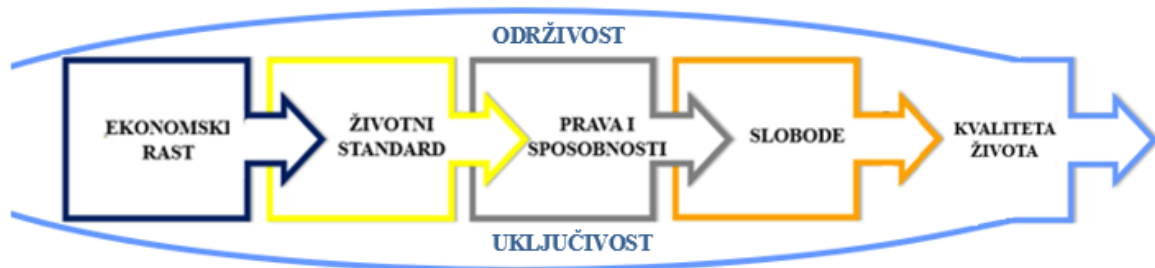 ODRŽIVOST
EKONOMSKI
RAST
ŽIVOTNI
STANDARD
PRAVA I
SPOSOBNOSTI
SLOBODE
KVALITETA
ŽIVOTA
UKLJUČIVOST